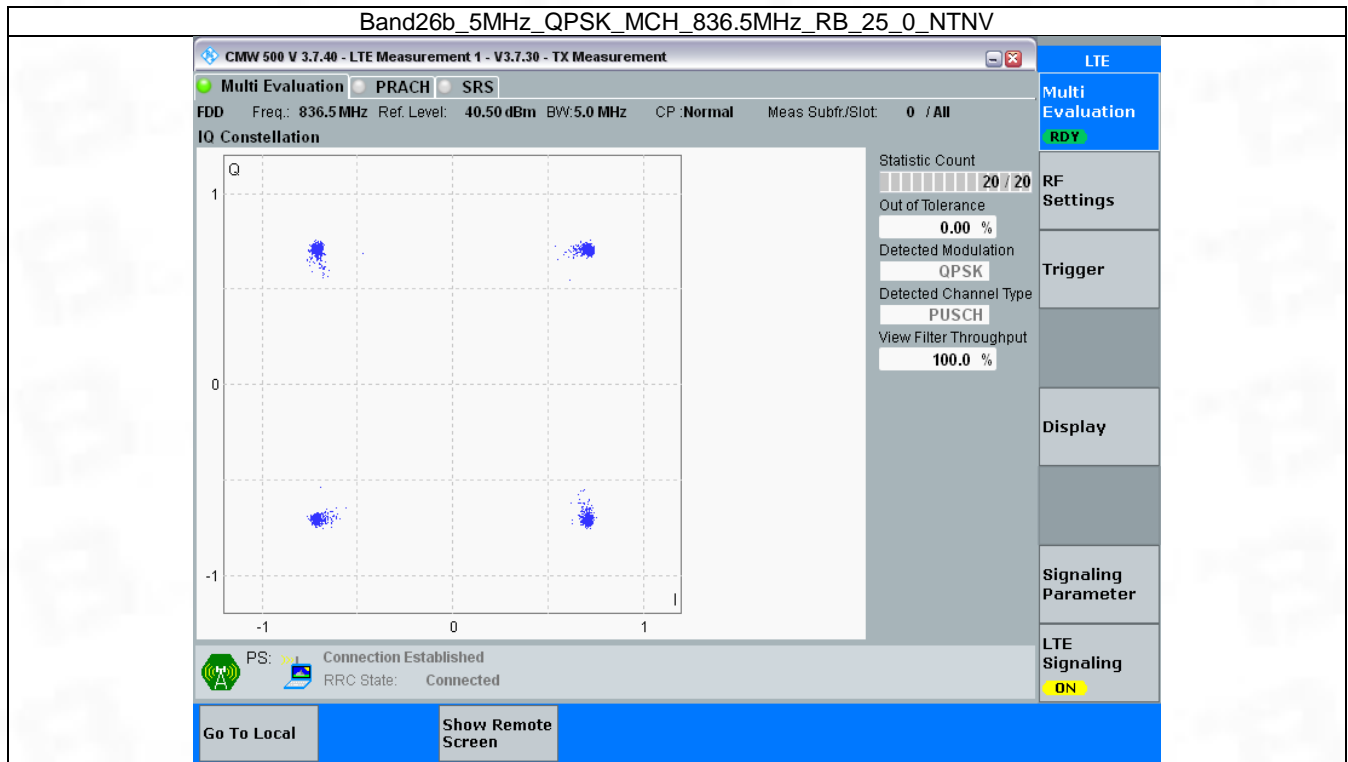 Band26b_5MHz_QPSK_MCH_836.5MHz_RB_25_0_NTNV
CMW 500 V 3.7.40 - LTE Measurement 1 - V3.7.30 - TX Measurement
LTE
Multi Evaluation PRACH SRS
FDD Freq.: 836.5 MHz Ref. Level: 40.50 dBm BW: 5.0 MHz CP :Normal Meas Subfr./Slot: 0 / All
IQ Constellation
Q
1
0
-1
I
-1 0 1
Statistic Count
20 / 20
Out of Tolerance
0.00 %
Detected Modulation
QPSK
Detected Channel Type
PUSCH
View Filter Throughput
100.0 %
Multi
Evaluation
RDY
RF
Settings
Trigger
Display
Signaling
Parameter
LTE
Signaling
ON
PS: Connection Established
RRC State: Connected
Go To Local
Show Remote
Screen